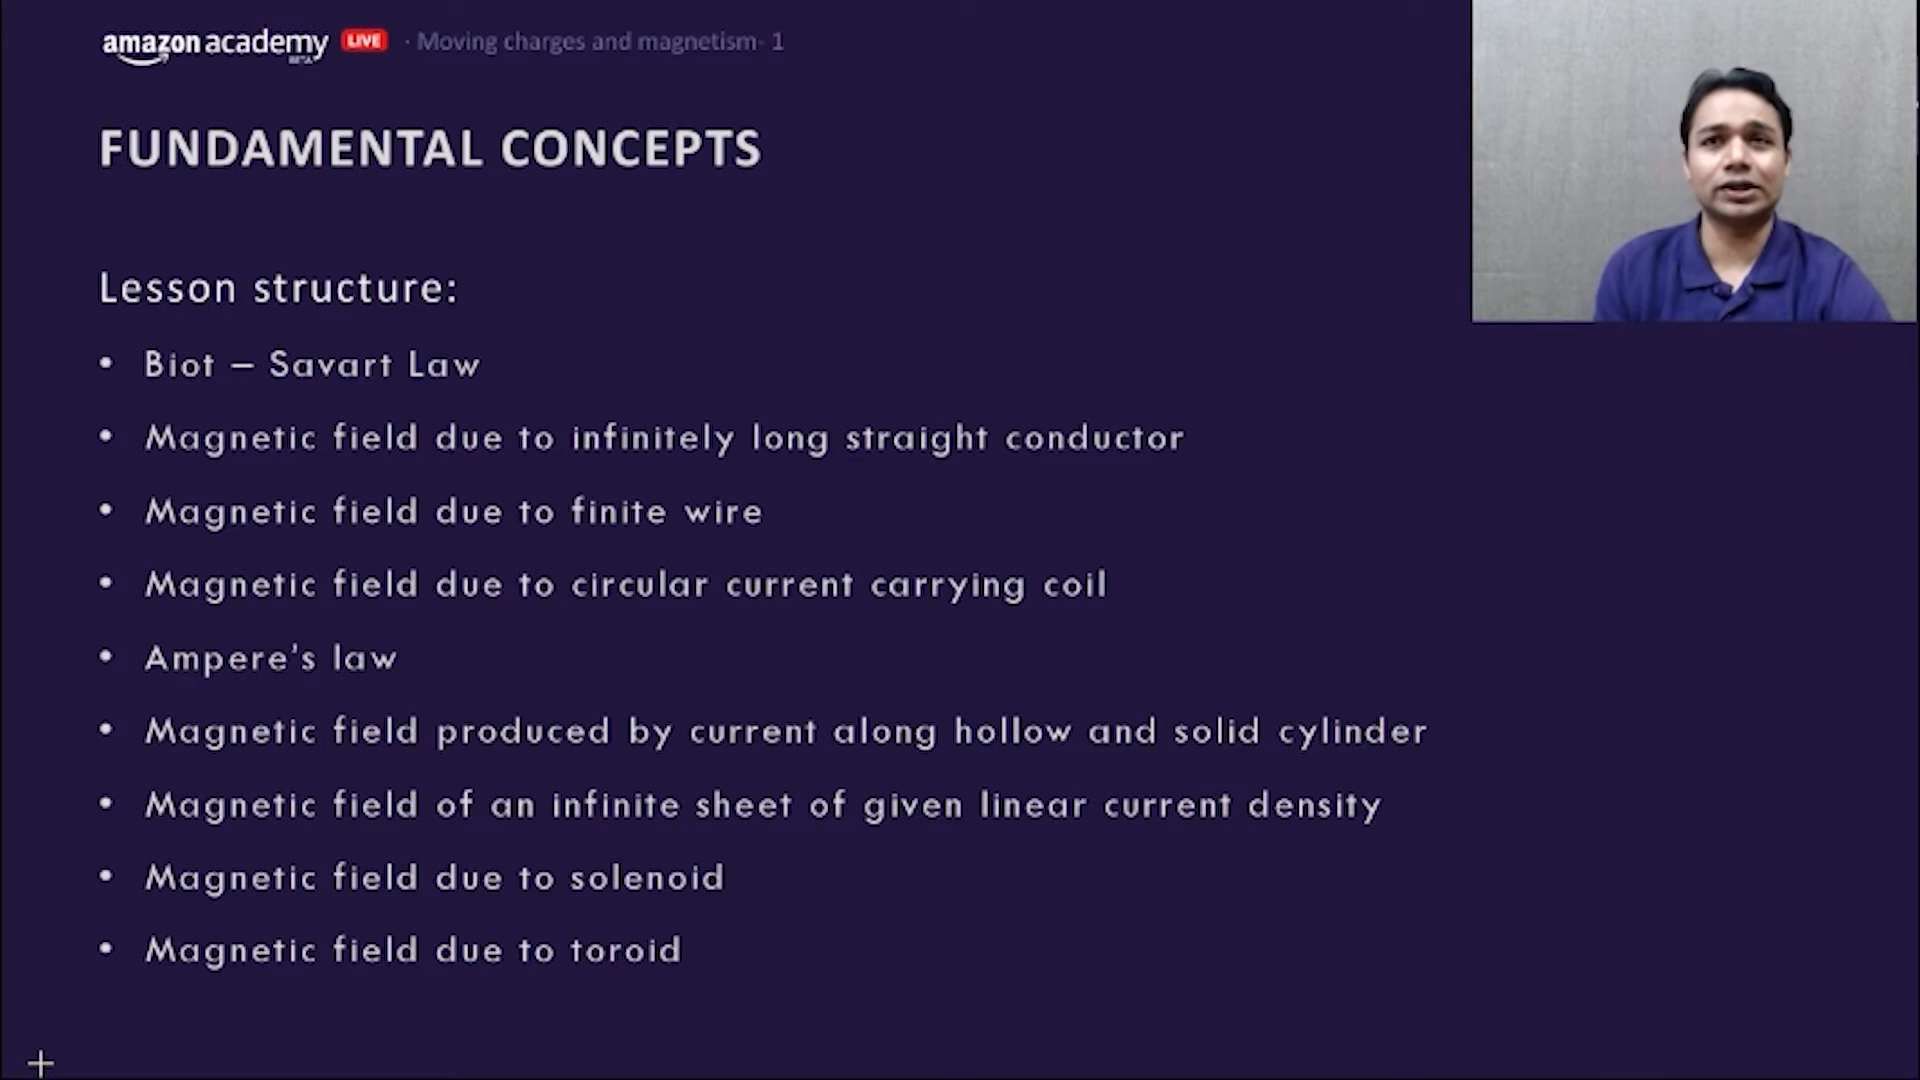 amazon academy LIVE · Moving charges and magnetism- 1
BETA
FUNDAMENTAL CONCEPTS
Lesson structure:
• Biot – Savart Law
• Magnetic field due to infinitely long straight conductor
• Magnetic field due to finite wire
• Magnetic field due to circular current carrying coil
• Ampere's law
• Magnetic field produced by current along hollow and solid cylinder
• Magnetic field of an infinite sheet of given linear current density
• Magnetic field due to solenoid
• Magnetic field due to toroid